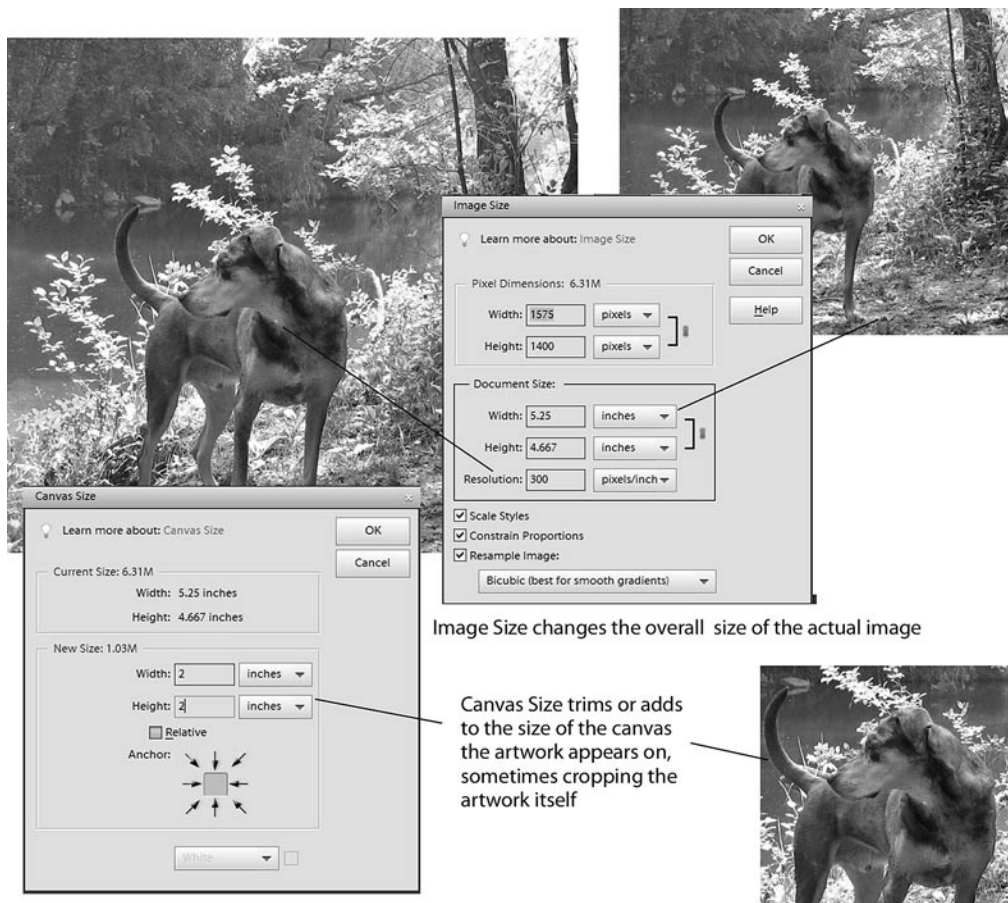 Image Size
Learn more about: Image Size
OK
Cancel
Help
Pixel Dimensions: 6.31M
Width: 1575 pixels
Height: 1400 pixels
Document Size:
Width: 5.25 inches
Height: 4.667 inches
Resolution: 300 pixels/inch
Scale Styles
Constrain Proportions
Resample Image:
Bicubic (best for smooth gradients)
Image Size changes the overall size of the actual image
Canvas Size
Learn more about: Canvas Size
OK
Cancel
Current Size: 6.31M
Width: 5.25 inches
Height: 4.667 inches
New Size: 1.03M
Width: 2 inches
Height: 2 inches
Relative
Anchor:
White
Canvas Size trims or adds
to the size of the canvas
the artwork appears on,
sometimes cropping the
artwork itself